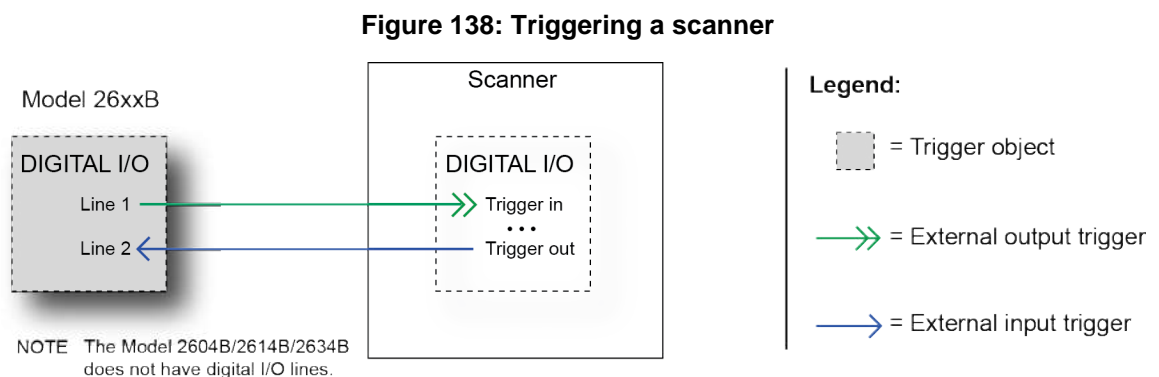 Figure 138: Triggering a scanner
Model 26xxB
DIGITAL I/O
Line 1
Line 2
NOTE The Model 2604B/2614B/2634B
does not have digital I/O lines.
Scanner
DIGITAL I/O
Trigger in
...
Trigger out
Legend:
= Trigger object
= External output trigger
= External input trigger